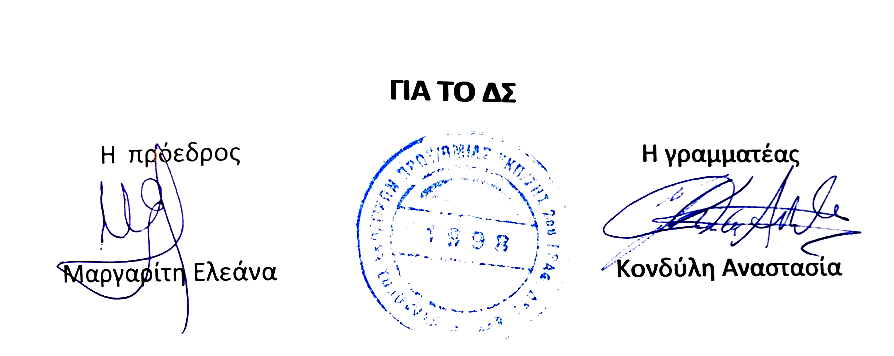 ΓΙΑ ΤΟ ΔΣ
Η πρόεδρος
Η γραμματέας
1998
Μαργαρίτη Ελεάνα
Κονδύλη Αναστασία